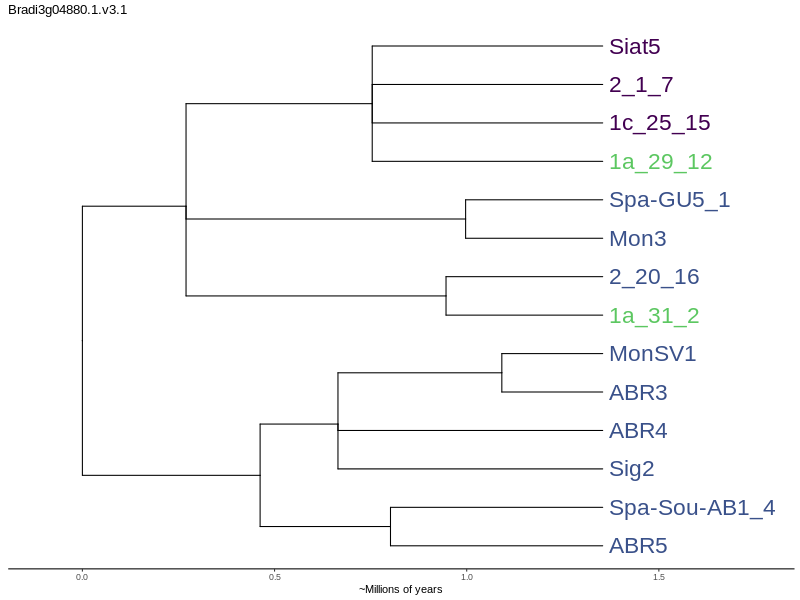 Bradi3g04880.1.v3.1
Siat5
2_1_7
1c_25_15
1a_29_12
Spa-GU5_1
Mon3
2_20_16
1a_31_2
MonSV1
ABR3
ABR4
Sig2
Spa-Sou-AB1_4
ABR5
0.0 0.5 1.0 1.5
~Millions of years